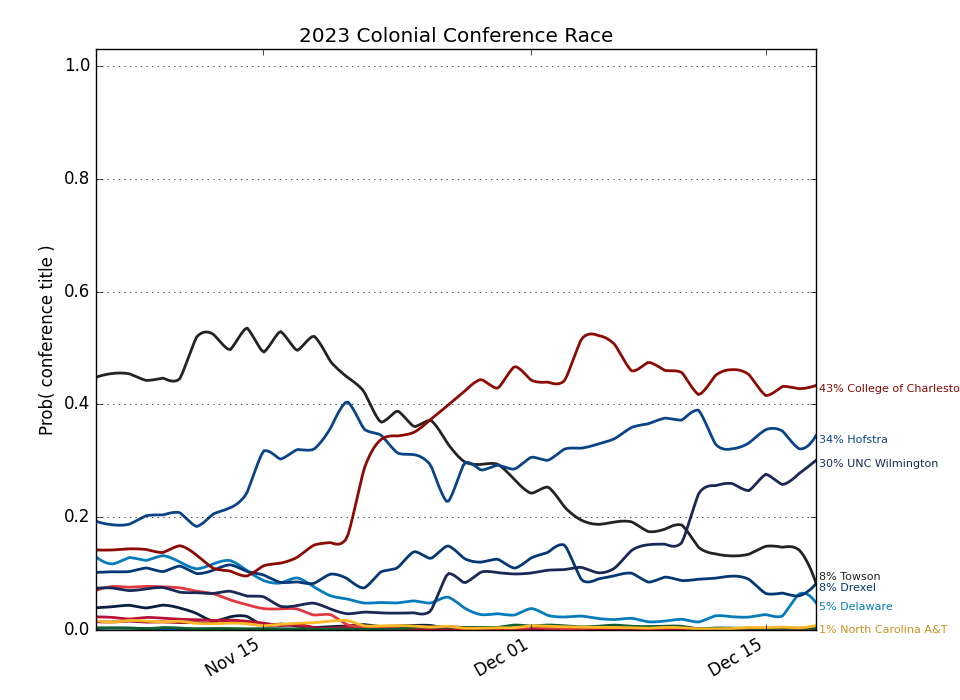 2023 Colonial Conference Race
Prob( conference title )
1.0
0.8
0.6
0.4
0.2
0.0
Nov 15
Dec 01
Dec 15
43% College of Charlesto
34% Hofstra
30% UNC Wilmington
8% Towson
8% Drexel
5% Delaware
1% North Carolina A&T